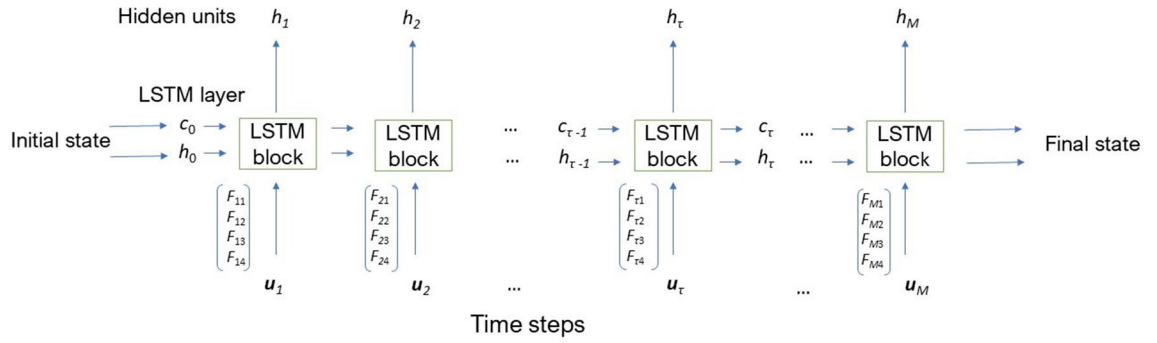 Hidden units h1 h2 hτ hM
LSTM layer
Initial state
c0
h0
LSTM
block
LSTM
block
... cτ-1
... hτ-1
LSTM
block
cτ ...
hτ ...
LSTM
block
Final state
F11
F12
F13
F14
F21
F22
F23
F24
Fτ1
Fτ2
Fτ3
Fτ4
FM1
FM2
FM3
FM4
u1 u2 ... uτ ... uM
Time steps